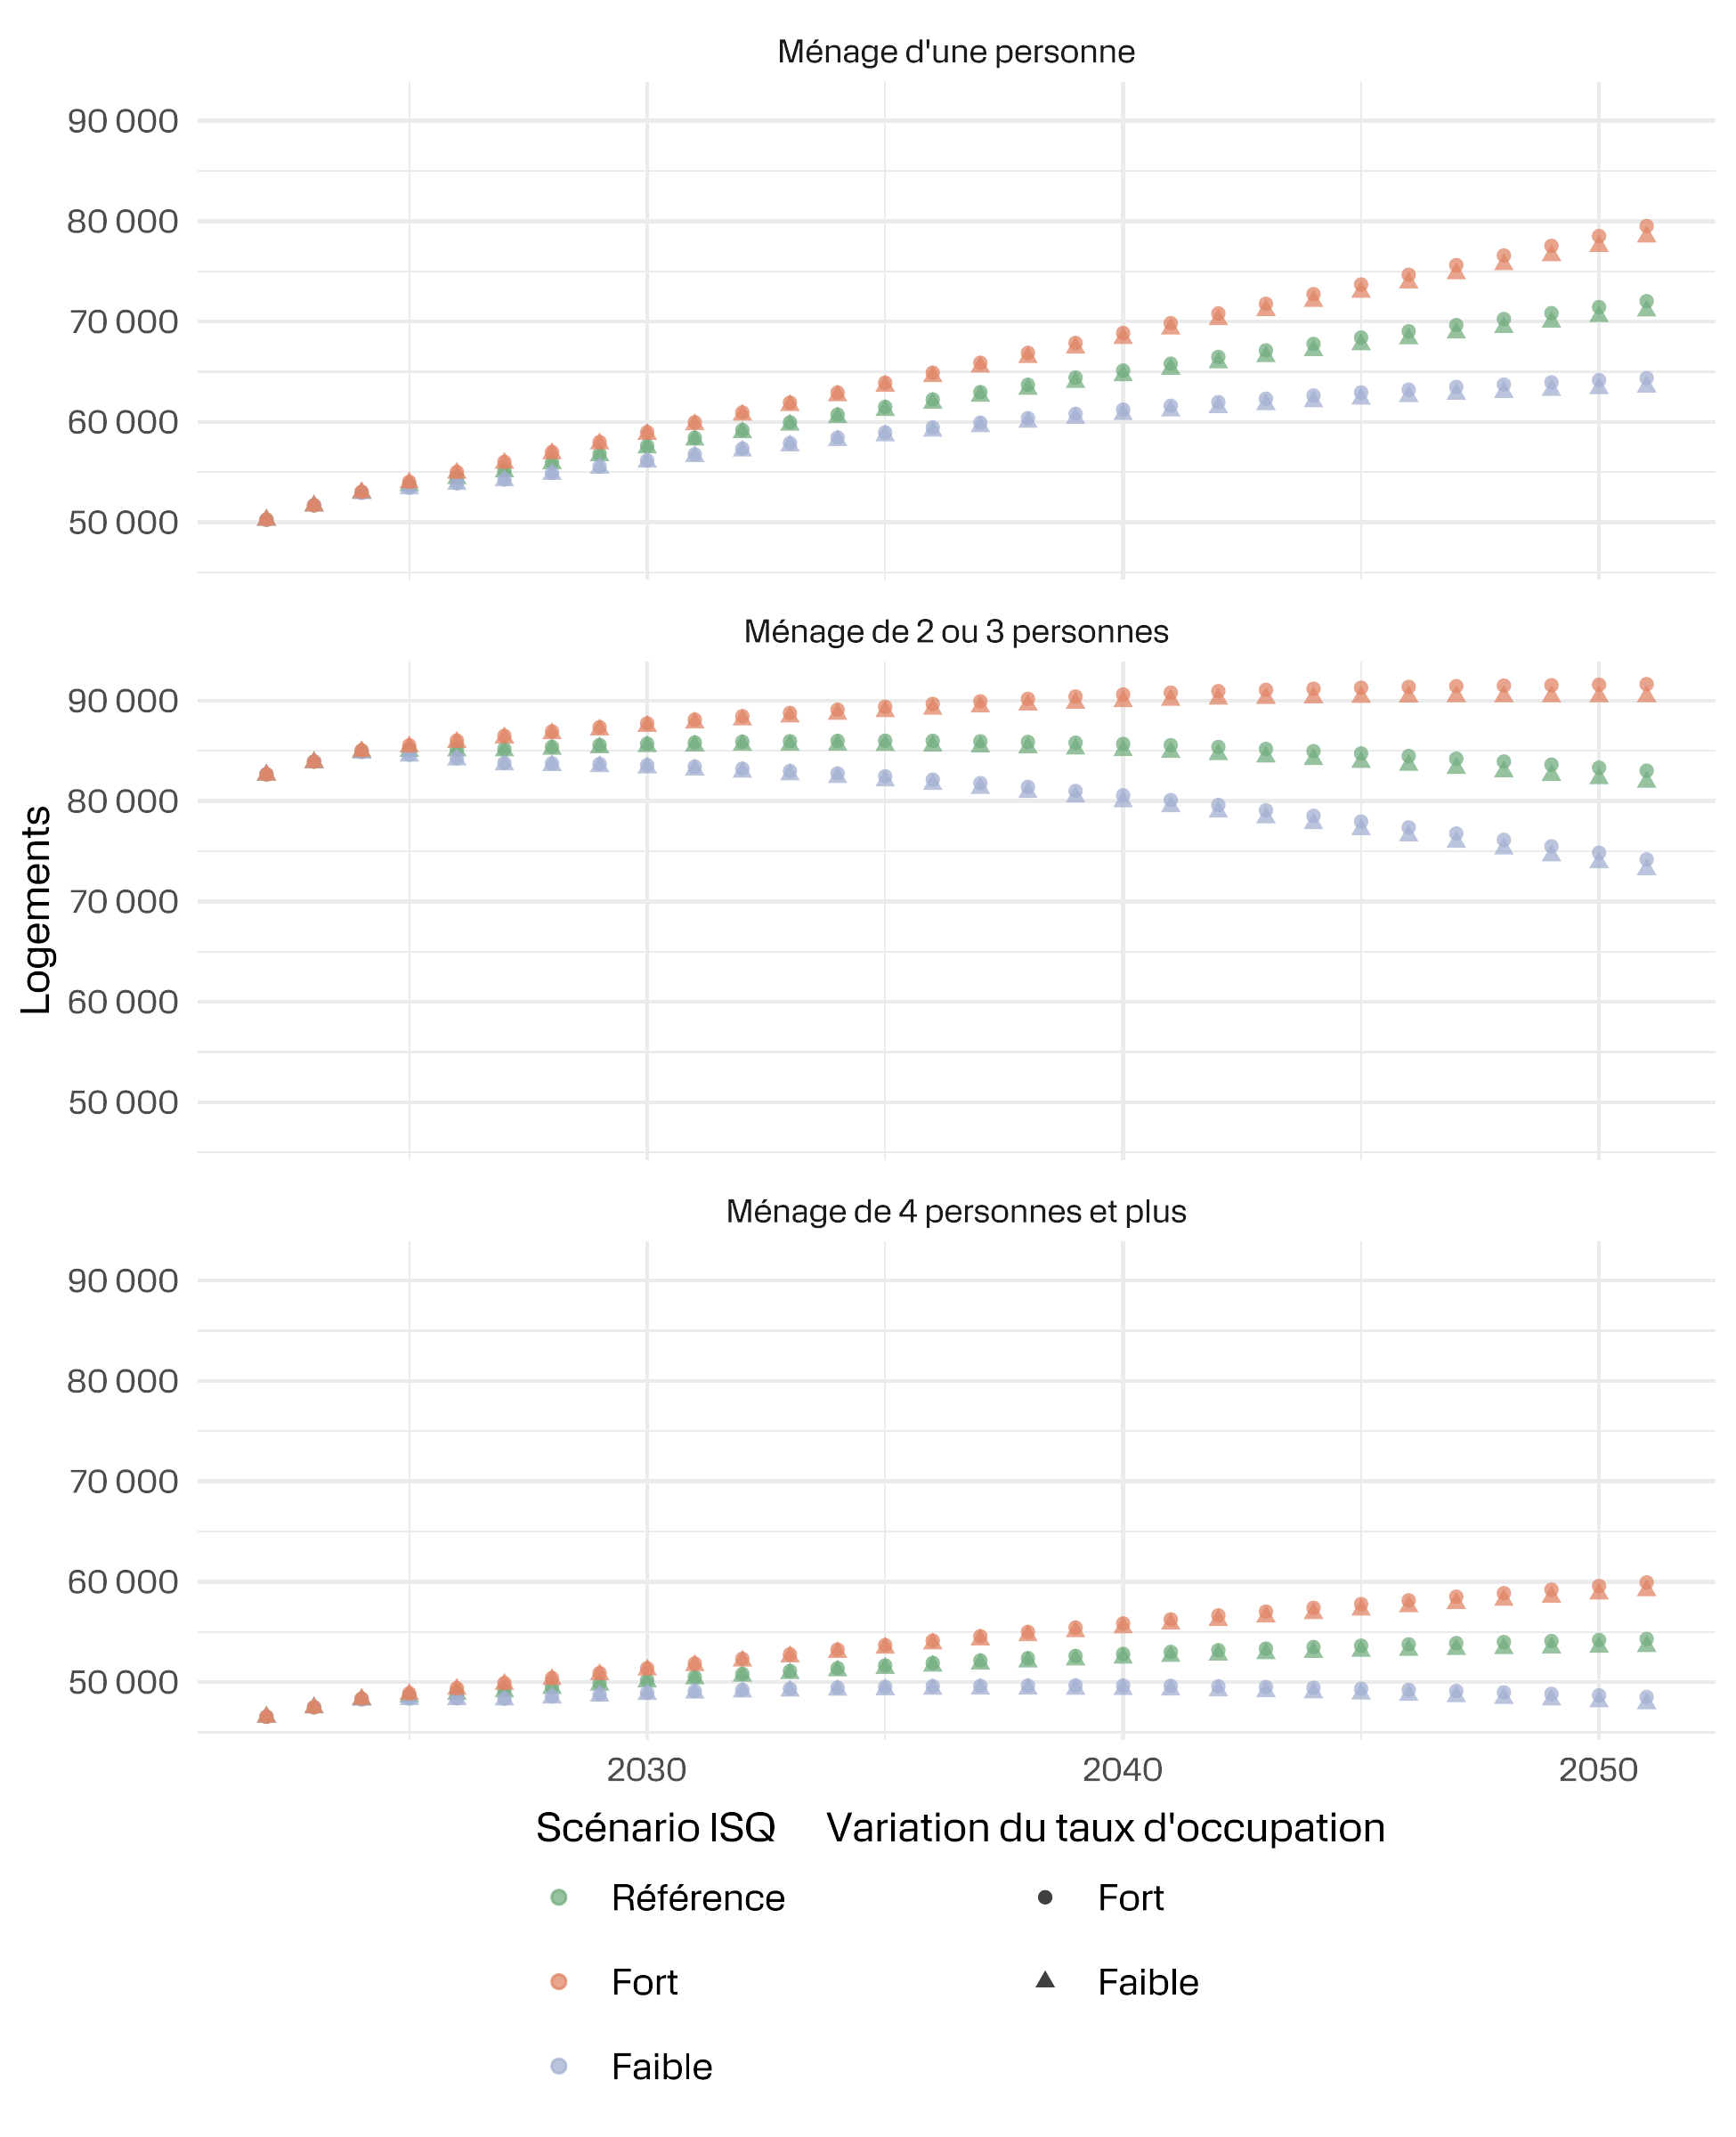 Ménage d'une personne
90 000
80 000
70 000
60 000
50 000
Ménage de 2 ou 3 personnes
90 000
80 000
70 000
60 000
50 000
Logements
Ménage de 4 personnes et plus
90 000
80 000
70 000
60 000
50 000
2030 2040 2050
Scénario ISQ Variation du taux d'occupation
Référence Fort
Fort Faible
Faible